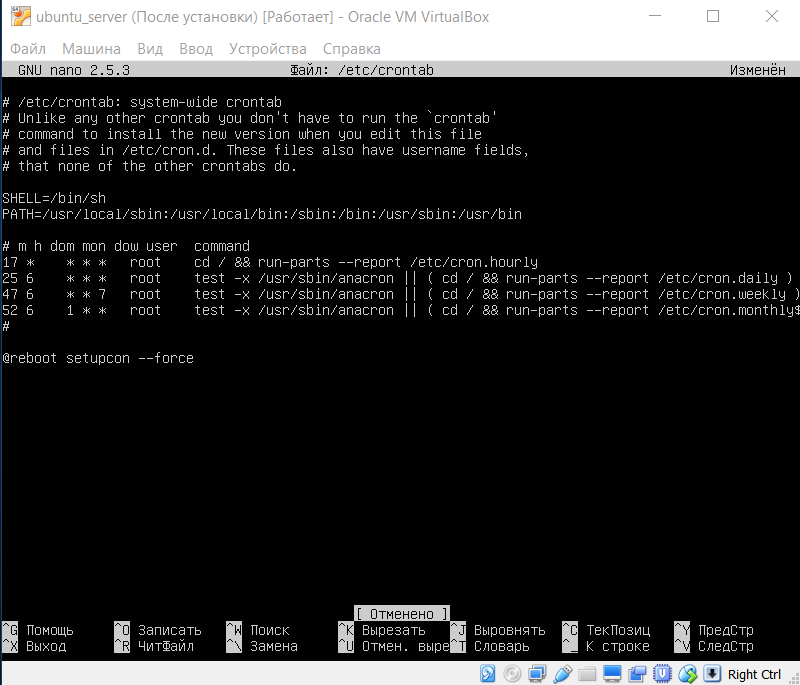 ubuntu_server (После установки) [Работает] - Oracle VM VirtualBox
Файл Машина Вид Ввод Устройства Справка
GNU nano 2.5.3 Файл: /etc/crontab Изменён
# /etc/crontab: system-wide crontab
# Unlike any other crontab you don't have to run the `crontab'
# command to install the new version when you edit this file
# and files in /etc/cron.d. These files also have username fields,
# that none of the other crontabs do.
SHELL=/bin/sh
PATH=/usr/local/sbin:/usr/local/bin:/sbin:/bin:/usr/sbin:/usr/bin
# m h dom mon dow user command
17 * * * * root cd / && run-parts --report /etc/cron.hourly
25 6 * * * root test -x /usr/sbin/anacron || ( cd / && run-parts --report /etc/cron.daily )
47 6 * * 7 root test -x /usr/sbin/anacron || ( cd / && run-parts --report /etc/cron.weekly )
52 6 1 * * root test -x /usr/sbin/anacron || ( cd / && run-parts --report /etc/cron.monthly$
#
@reboot setupcon --force
[ Отменено ]
^G Помощь ^O Записать ^W Поиск ^K Вырезать ^J Выровнять ^C ТекПозиц ^Y ПредСтр
^X Выход ^R ЧитФайл ^\ Замена ^U Отмен. выре ^T Словарь ^_ К строке ^V СледСтр
Right Ctrl